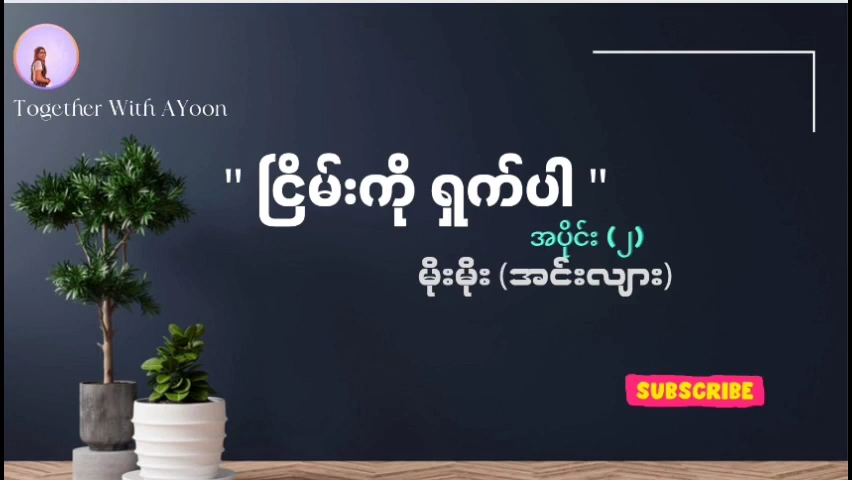 Together With AYoon
" ငြိမ်းကို ရှက်ပါ "
အပိုင်း (၂)
မိုးမိုး (အင်းလျား)
SUBSCRIBE